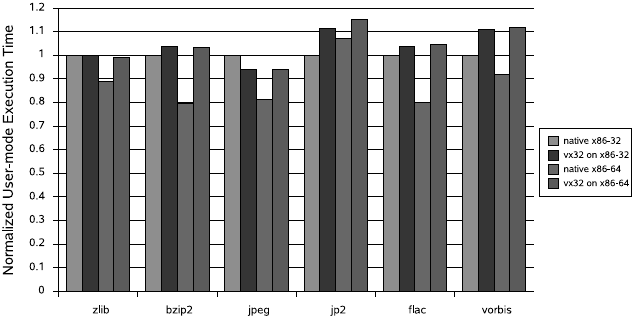 Normalized User-mode Execution Time
1.2
1.1
1
0.9
0.8
0.7
0.6
0.5
0.4
0.3
0.2
0.1
0
zlib
bzip2
jpeg
jp2
flac
vorbis
native x86-32
vx32 on x86-32
native x86-64
vx32 on x86-64